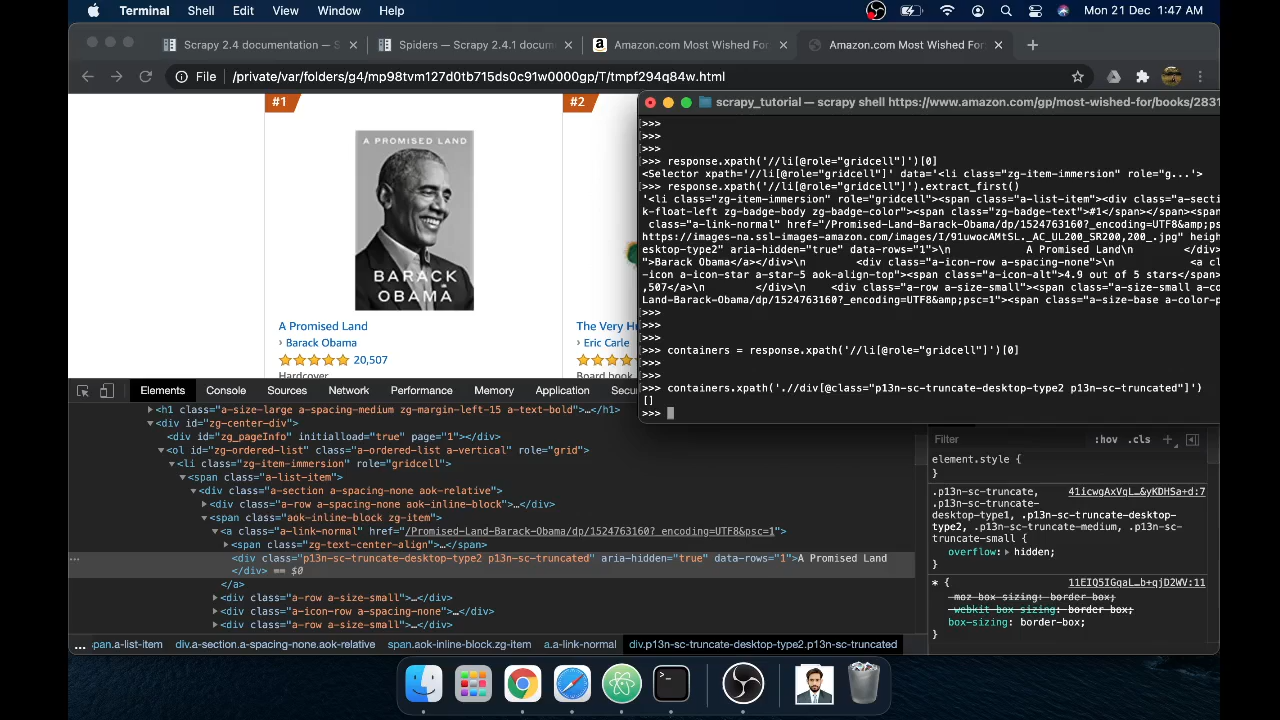 Terminal Shell Edit View Window Help Mon 21 Dec 1:47 AM
Scrapy 2.4 documentation — S Spiders — Scrapy 2.4.1 docum Amazon.com Most Wished For Amazon.com Most Wished For
File /private/var/folders/g4/mp98tvm127d0tb715ds0c91w0000gp/T/tmpf294q84w.html
#1 #2
A PROMISED LAND
BARACK
OBAMA
A Promised Land The Very H
› Barack Obama › Eric Carle
20,507
Hardcover Board book
scrapy_tutorial — scrapy shell https://www.amazon.com/gp/most-wished-for/books/2831
>>>
>>>
>>>
>>> response.xpath('//li[@role="gridcell"]')[0]
<Selector xpath='//li[@role="gridcell"]' data='<li class="zg-item-immersion" role="g...'>
>>> response.xpath('//li[@role="gridcell"]').extract_first()
'<li class="zg-item-immersion" role="gridcell"><span class="a-list-item"><div class="a-secti
k-float-left zg-badge-body zg-badge-color"><span class="zg-badge-text">#1</span></span><span
class="a-link-normal" href="/Promised-Land-Barack-Obama/dp/1524763160?_encoding=UTF8&amp;ps
https://images-na.ssl-images-amazon.com/images/I/91uwocAMtSL._AC_UL200_SR200,200_.jpg" heigh
desktop-type2" aria-hidden="true" data-rows="1">\n A Promised Land\n </div>
">Barack Obama</a></div>\n <div class="a-icon-row a-spacing-none">\n <a c
-icon a-icon-star a-star-5 aok-align-top"><span class="a-icon-alt">4.9 out of 5 stars</span>
,507</a>\n </div>\n <div class="a-row a-size-small"><span class="a-size-small a-co
Land-Barack-Obama/dp/1524763160?_encoding=UTF8&amp;psc=1"><span class="a-size-base a-color-p
>>>
>>>
>>> containers = response.xpath('//li[@role="gridcell"]')[0]
>>>
>>>
>>> containers.xpath('.//div[@class="p13n-sc-truncate-desktop-type2 p13n-sc-truncated"]')
[]
>>>
Elements Console Sources Network Performance Memory Application Secu
<h1 class="a-size-large a-spacing-medium zg-margin-left-15 a-text-bold">…</h1>
<div id="zg-center-div">
<div id="zg_pageInfo" initialload="true" page="1"></div>
<ol id="zg-ordered-list" class="a-ordered-list a-vertical" role="grid">
<li class="zg-item-immersion" role="gridcell">
<span class="a-list-item">
<div class="a-section a-spacing-none aok-relative">
<div class="a-row a-spacing-none aok-inline-block">…</div>
<span class="aok-inline-block zg-item">
<a class="a-link-normal" href="/Promised-Land-Barack-Obama/dp/1524763160?_encoding=UTF8&psc=1">
<span class="zg-text-center-align">…</span>
<div class="p13n-sc-truncate-desktop-type2 p13n-sc-truncated" aria-hidden="true" data-rows="1">A Promised Land
</div> == $0
</a>
<div class="a-row a-size-small">…</div>
<div class="a-icon-row a-spacing-none">…</div>
<div class="a-row a-size-small">…</div>
... span.a-list-item div.a-section.a-spacing-none.aok-relative span.aok-inline-block.zg-item a.a-link-normal div.p13n-sc-truncate-desktop-type2.p13n-sc-truncated
Filter :hov .cls
element.style {
}
.p13n-sc-truncate, 41icwgAxVqL…&yKDHSa+d:7
.p13n-sc-truncate-
desktop-type1, .p13n-sc-truncate-desktop-
type2, .p13n-sc-truncate-medium, .p13n-sc-
truncate-small {
overflow: hidden;
}
* { 11EIQ5IGqaL…b+qjD2WV:11
-moz-box-sizing: border-box;
-webkit-box-sizing: border-box;
box-sizing: border-box;
}